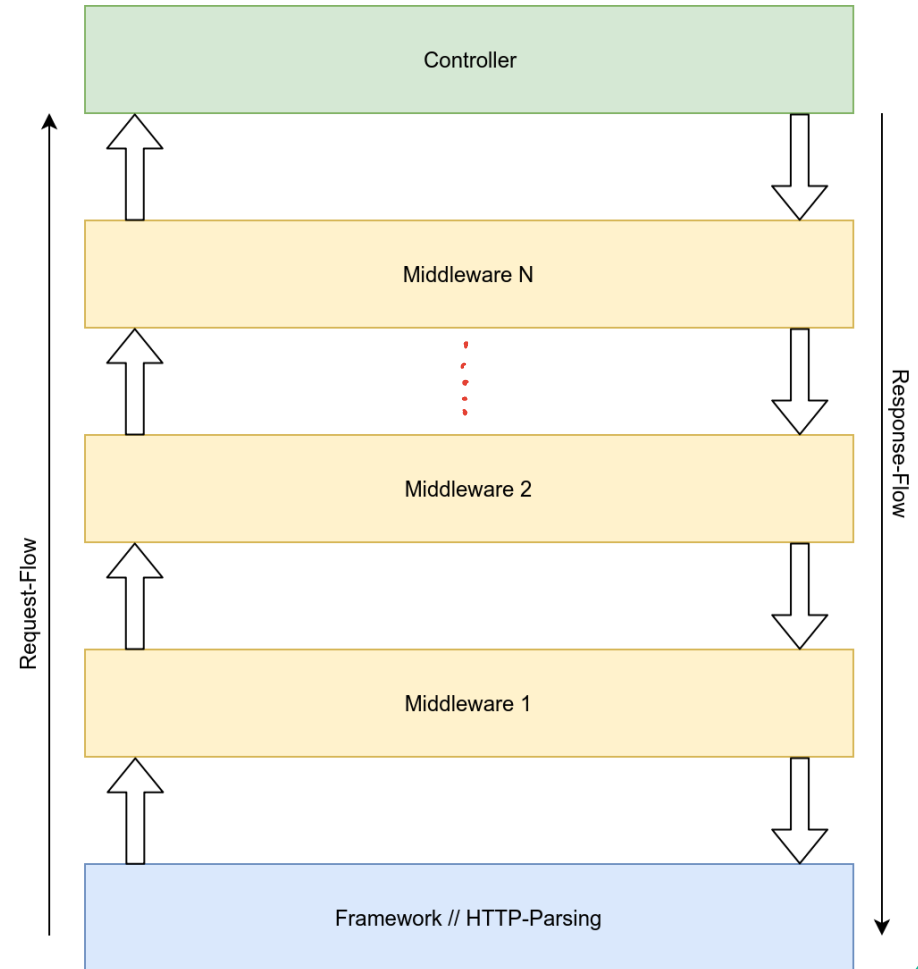 Controller
Middleware N
Middleware 2
Middleware 1
Framework // HTTP-Parsing
Request-Flow
Response-Flow